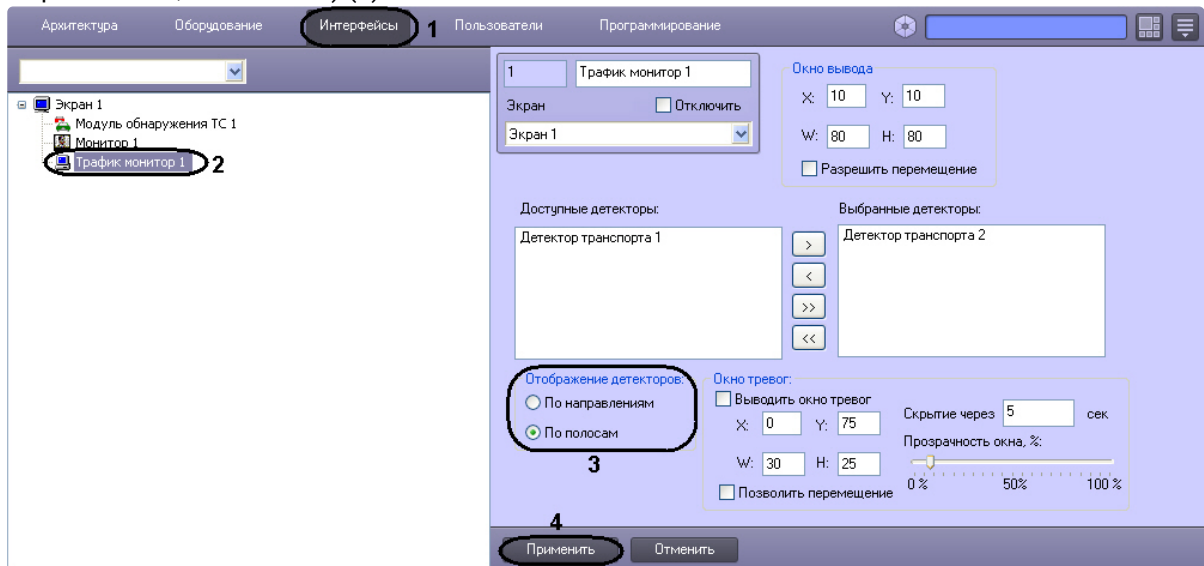 Архитектура Оборудование Интерфейсы 1 Пользователи Программирование
Экран 1
Модуль обнаружения ТС 1
Монитор 1
Трафик монитор 1 2
1 Трафик монитор 1
Экран Отключить
Экран 1
Окно вывода
X: 10 Y: 10
W: 80 H: 80
Разрешить перемещение
Доступные детекторы: Выбранные детекторы:
Детектор транспорта 1 > Детектор транспорта 2
<
>>
<<
Отображение детекторов:
По направлениям
По полосам
3
Окно тревог:
Выводить окно тревог
X: 0 Y: 75
W: 30 H: 25
Позволить перемещение
Скрытие через 5 сек
Прозрачность окна, %:
0 % 50% 100 %
4
Применить Отменить